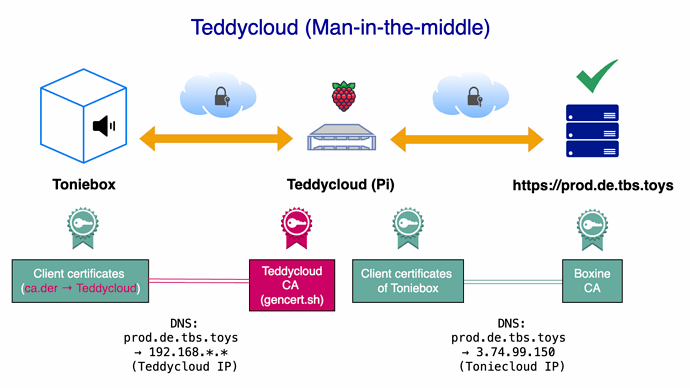 Teddycloud (Man-in-the-middle)
Toniebox
Teddycloud (Pi)
https://prod.de.tbs.toys
Client certificates
(ca.der → Teddycloud)
Teddycloud
CA
(gencert.sh)
Client certificates
of Toniebox
Boxine
CA
DNS:
prod.de.tbs.toys
→ 192.168.*.*
(Teddycloud IP)
DNS:
prod.de.tbs.toys
→ 3.74.99.150
(Toniecloud IP)